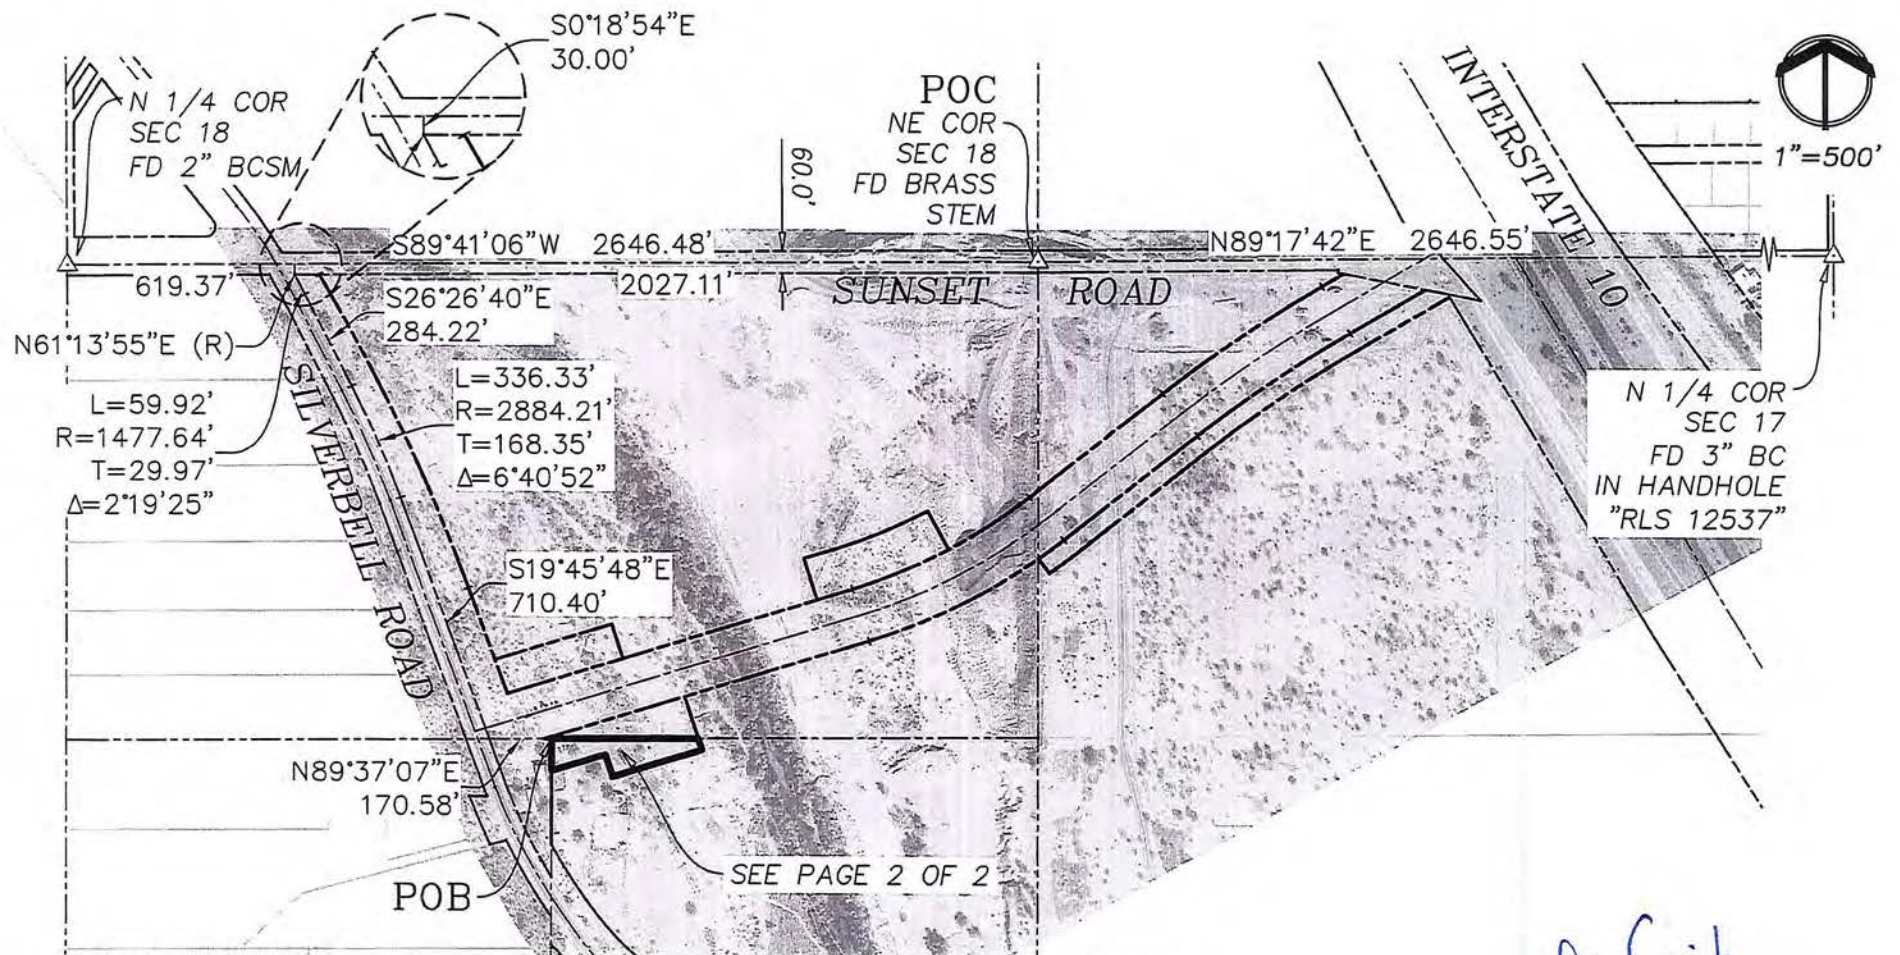 S0°18'54"E
30.00'
N 1/4 COR
SEC 18
FD 2" BCSM
POC
NE COR
SEC 18
FD BRASS
STEM
60.0'
INTERSTATE 10
1"=500'
S89°41'06"W 2646.48'
N89°17'42"E 2646.55'
619.37'
2027.11'
SUNSET ROAD
S26°26'40"E
284.22'
N61°13'55"E (R)
L=59.92'
R=1477.64'
T=29.97'
Δ=2°19'25"
L=336.33'
R=2884.21'
T=168.35'
Δ=6°40'52"
SILVERBELL ROAD
N 1/4 COR
SEC 17
FD 3" BC
IN HANDHOLE
"RLS 12537"
S19°45'48"E
710.40'
N89°37'07"E
170.58'
POB
SEE PAGE 2 OF 2